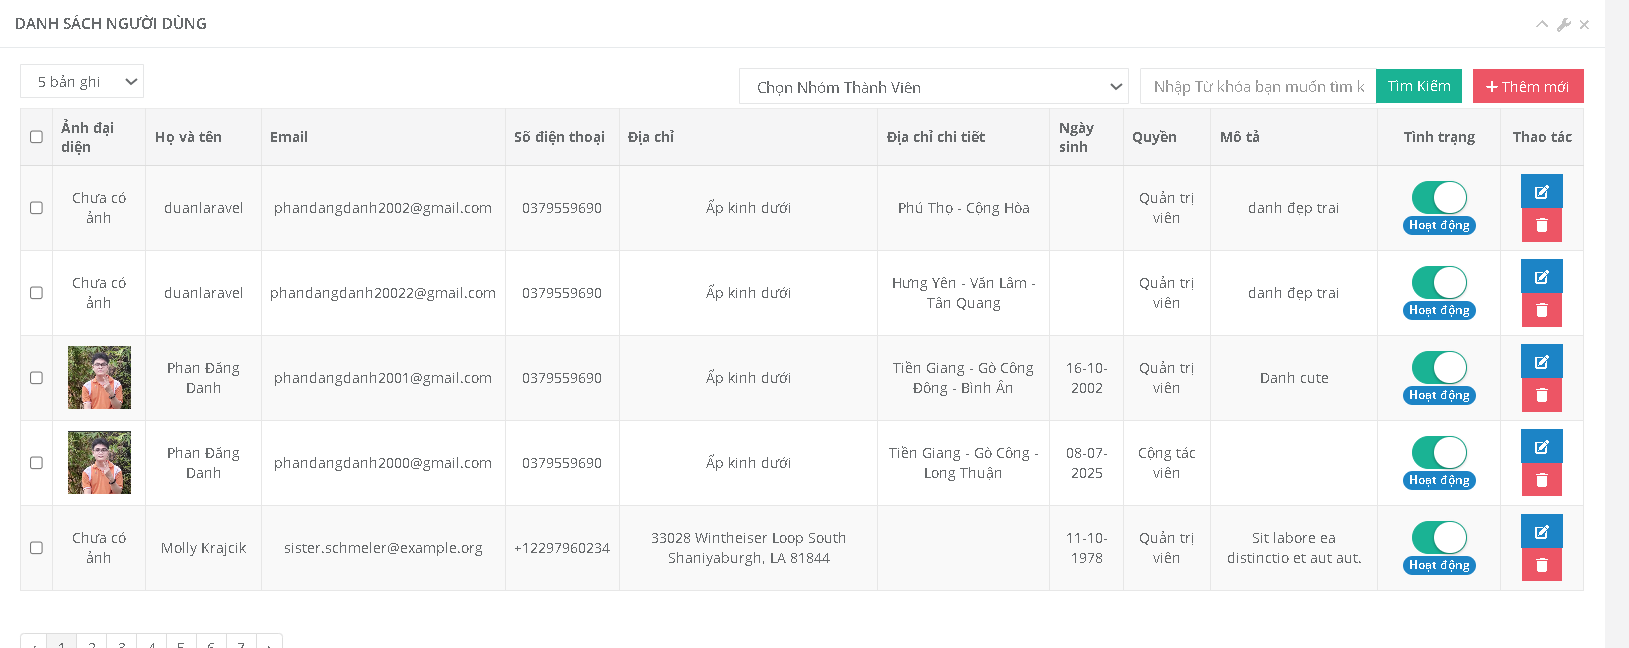 DANH SÁCH NGƯỜI DÙNG
5 bản ghi
Chọn Nhóm Thành Viên
Nhập Từ khóa bạn muốn tìm k
Tìm Kiếm
Thêm mới
Ảnh đại
diện
Họ và tên
Email
Số điện thoại
Địa chỉ
Địa chỉ chi tiết
Ngày
sinh
Quyền
Mô tả
Tình trạng
Thao tác
Chưa có
ảnh
duanlaravel
phandangdanh2002@gmail.com
0379559690
Ấp kinh dưới
Phú Thọ - Cộng Hòa
Quản trị
viên
danh đẹp trai
Hoạt động
Chưa có
ảnh
duanlaravel
phandangdanh20022@gmail.com
0379559690
Ấp kinh dưới
Hưng Yên - Văn Lâm -
Tân Quang
Quản trị
viên
danh đẹp trai
Hoạt động
Phan Đăng
Danh
phandangdanh2001@gmail.com
0379559690
Ấp kinh dưới
Tiền Giang - Gò Công
Đông - Bình Ân
16-10-
2002
Quản trị
viên
Danh cute
Hoạt động
Phan Đăng
Danh
phandangdanh2000@gmail.com
0379559690
Ấp kinh dưới
Tiền Giang - Gò Công -
Long Thuận
08-07-
2025
Cộng tác
viên
Hoạt động
Chưa có
ảnh
Molly Krajcik
sister.schmeler@example.org
+12297960234
33028 Wintheiser Loop South
Shaniyaburgh, LA 81844
11-10-
1978
Quản trị
viên
Sit labore ea
distinctio et aut aut.
Hoạt động
‹ 1 2 3 4 5 6 7 ›